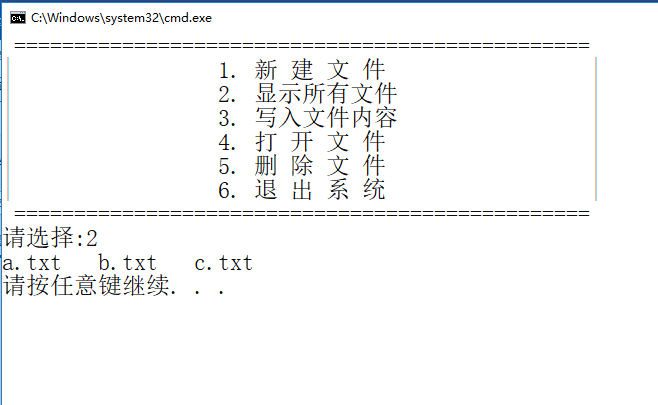 C:\Windows\system32\cmd.exe
================================================
1. 新 建 文 件
2. 显示所有文件
3. 写入文件内容
4. 打 开 文 件
5. 删 除 文 件
6. 退 出 系 统
================================================
请选择:2
a.txt   b.txt   c.txt
请按任意键继续. . .